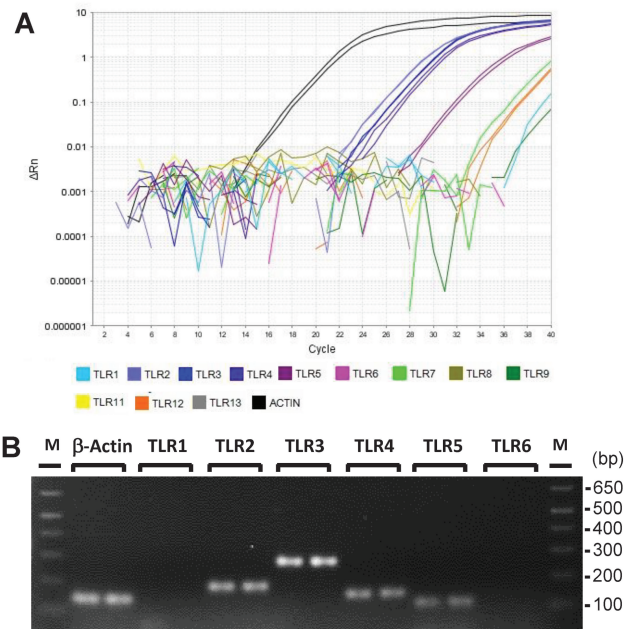 A
10
1
0.1
0.01
0.001
0.0001
0.00001
0.000001
ΔRn
2 4 6 8 10 12 14 16 18 20 22 24 26 28 30 32 34 36 38 40
Cycle
TLR1 TLR2 TLR3 TLR4 TLR5 TLR6 TLR7 TLR8 TLR9
TLR11 TLR12 TLR13 ACTIN
B
M β-Actin TLR1 TLR2 TLR3 TLR4 TLR5 TLR6 M (bp)
650
500
400
300
200
100